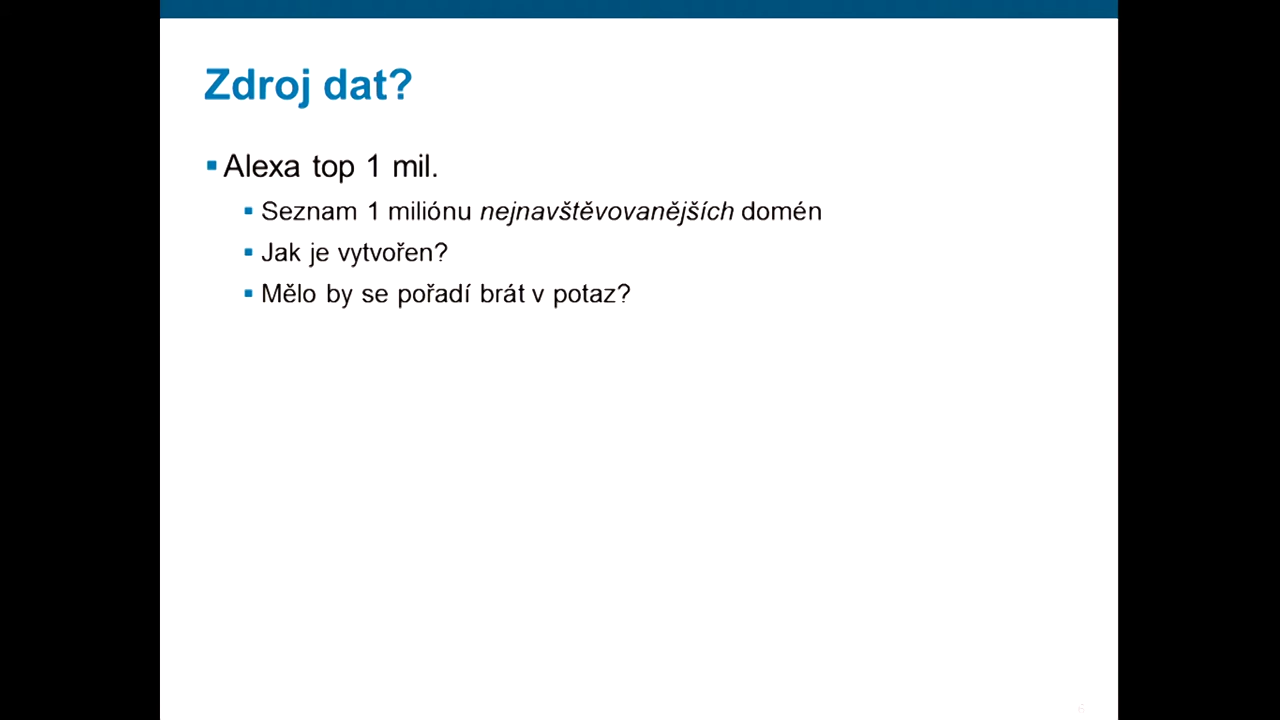 Zdroj dat?
Alexa top 1 mil.
Seznam 1 miliónu nejnavštěvovanějších domén
Jak je vytvořen?
Mělo by se pořadí brát v potaz?
6